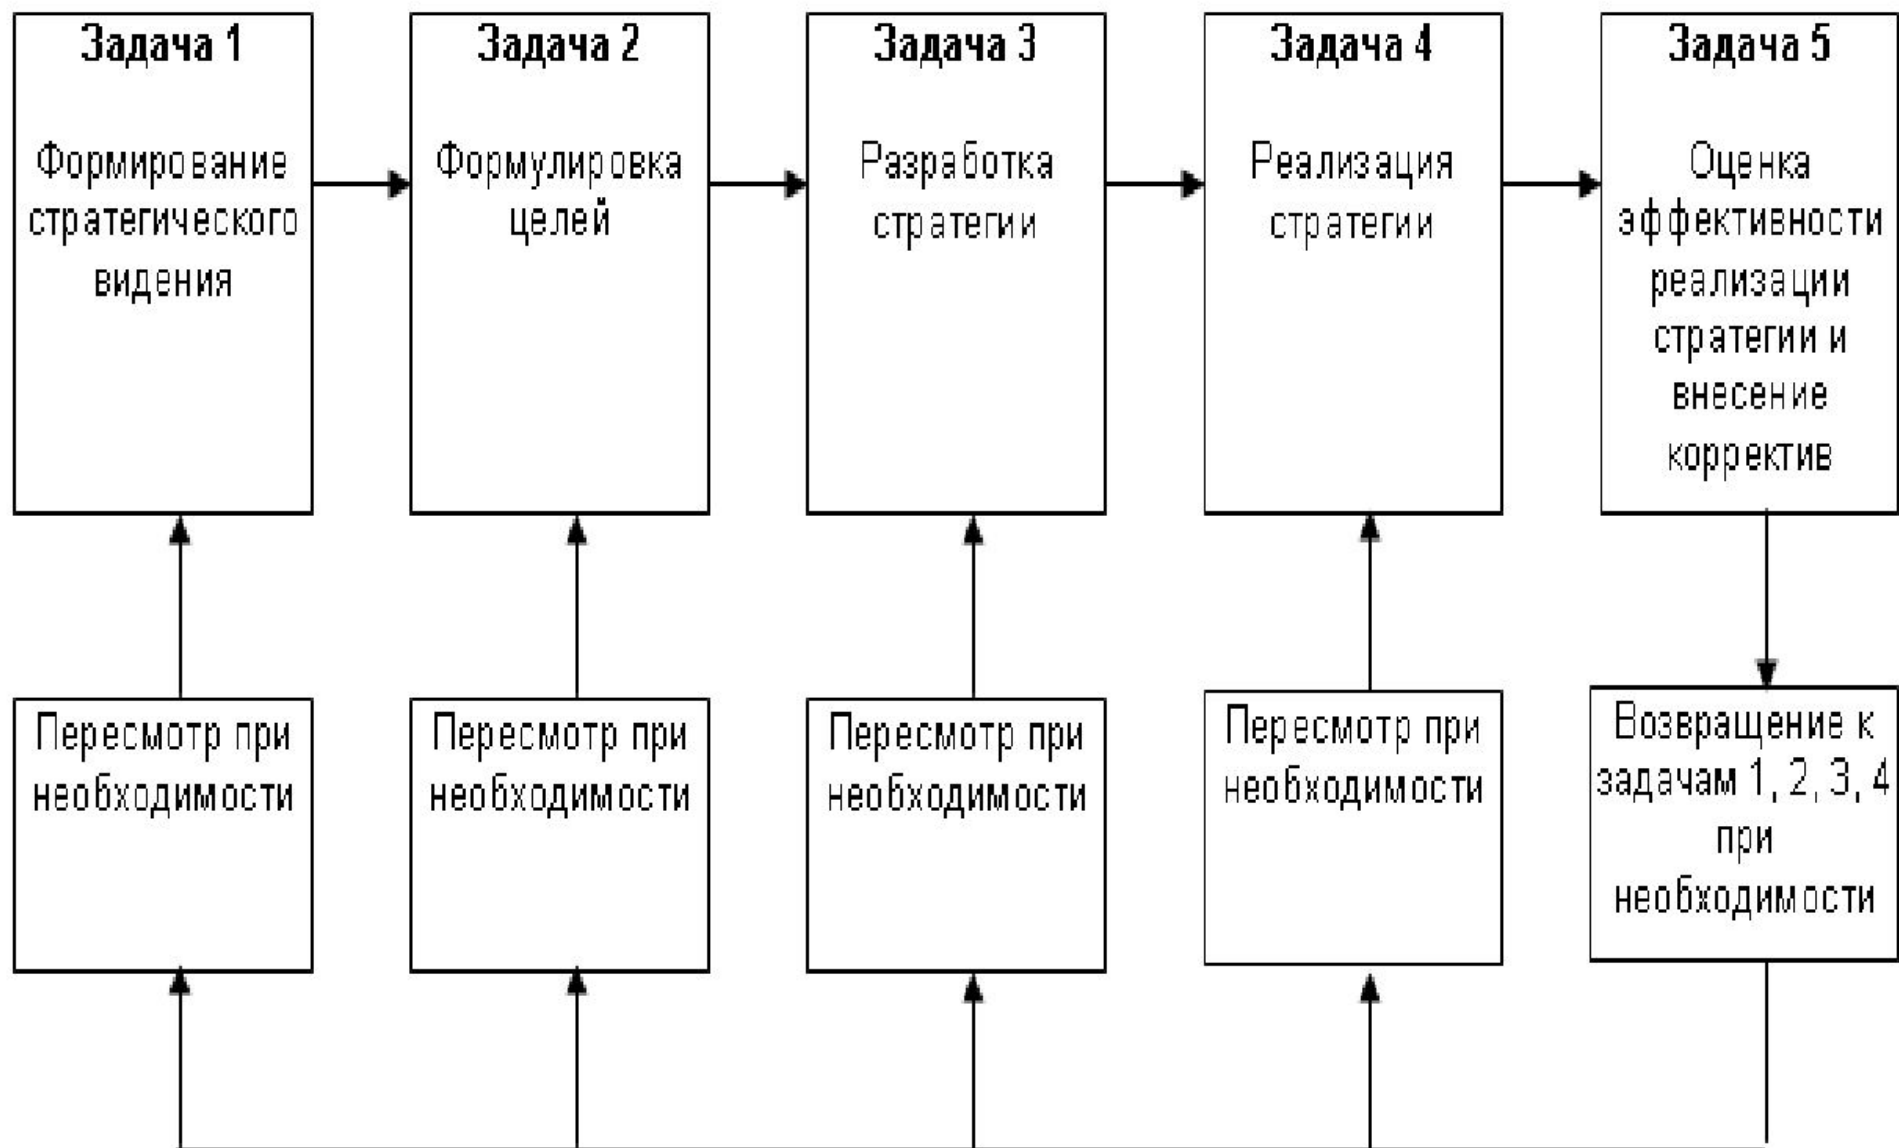 Задача 1
Формирование
стратегического
видения
Задача 2
Формулировка
целей
Задача 3
Разработка
стратегии
Задача 4
Реализация
стратегии
Задача 5
Оценка
эффективности
реализации
стратегии и
внесение
корректив
Пересмотр при
необходимости
Пересмотр при
необходимости
Пересмотр при
необходимости
Пересмотр при
необходимости
Возвращение к
задачам 1, 2, 3, 4
при
необходимости